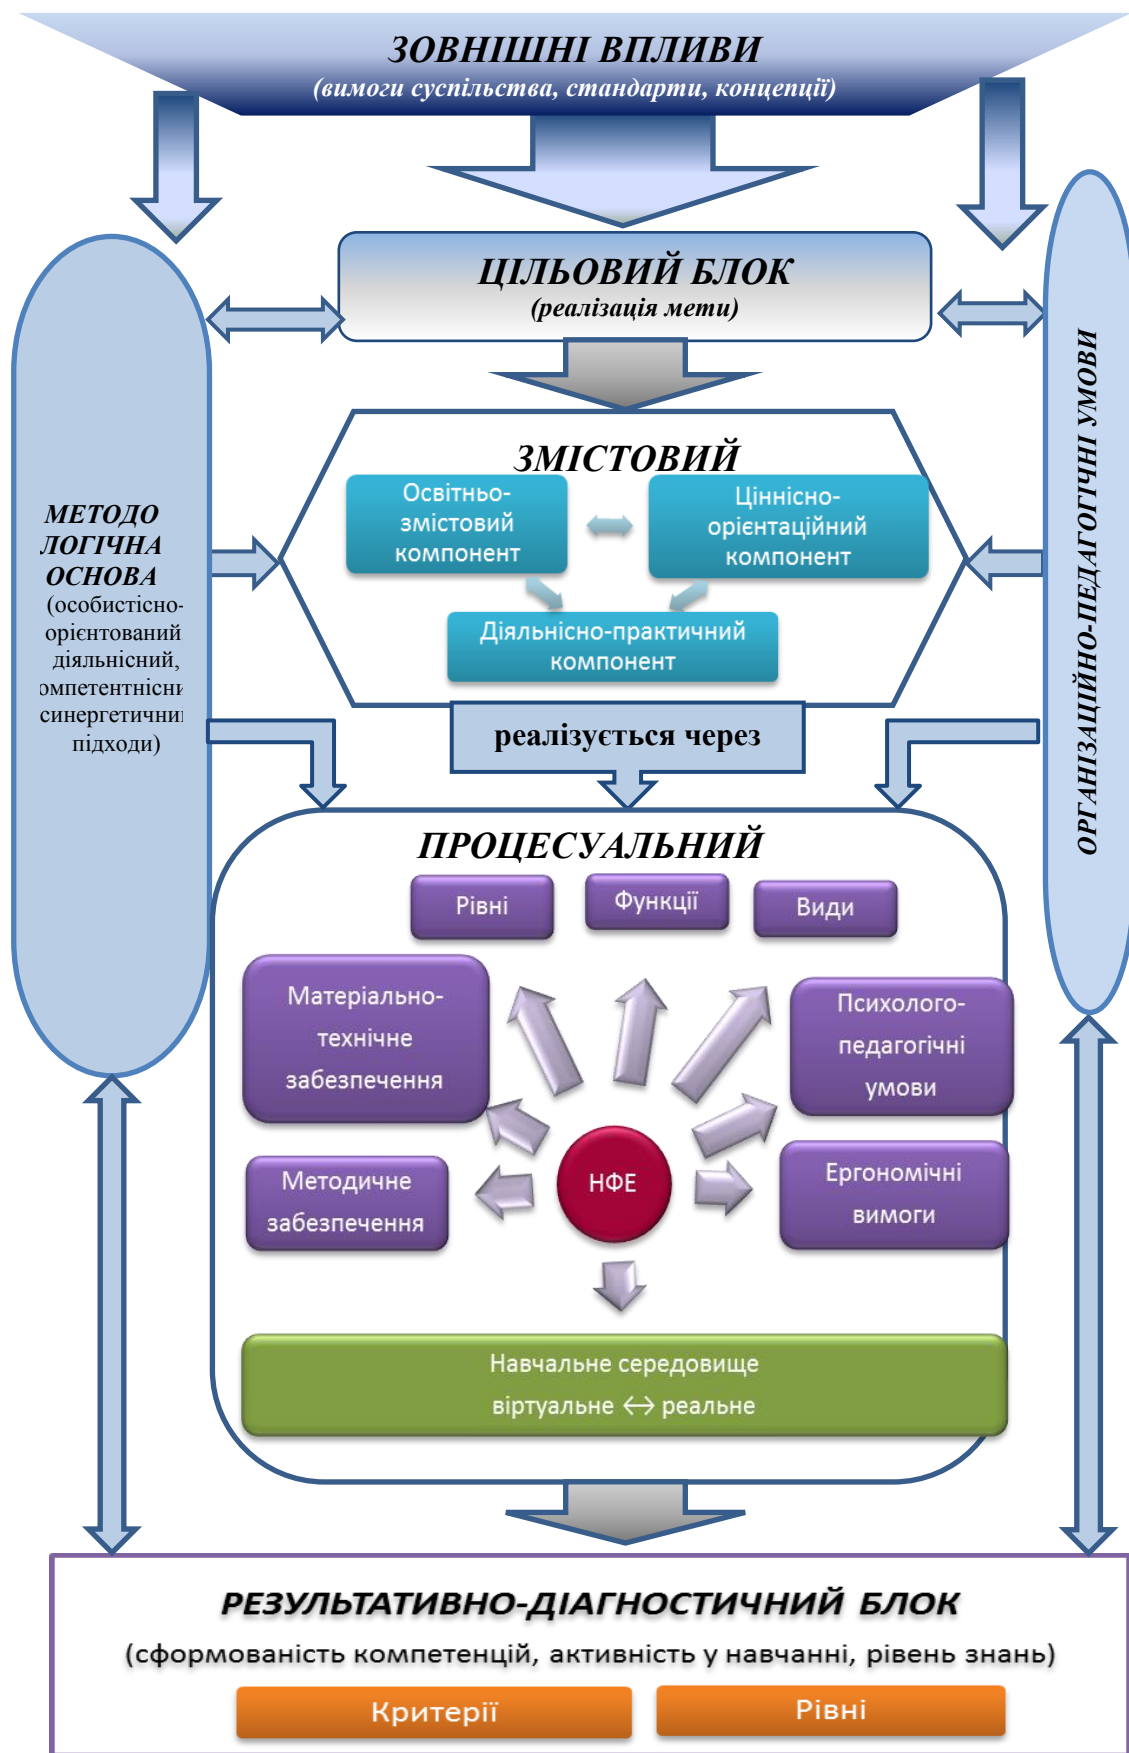 ЗОВНІШНІ ВПЛИВИ
(вимоги суспільства, стандарти, концепції)
ЦІЛЬОВИЙ БЛОК
(реалізація мети)
ЗМІСТОВИЙ
Освітньо-
змістовий
компонент
Ціннісно-
орієнтаційний
компонент
Діяльнісно-практичний
компонент
МЕТОДО
ЛОГІЧНА
ОСНОВА
(особистісно-
орієнтований
діяльнісний,
омпетентнісни
синергетичний
підходи)
ОРГАНІЗАЦІЙНО-ПЕДАГОГІЧНІ УМОВИ
реалізується через
ПРОЦЕСУАЛЬНИЙ
Рівні
Функції
Види
Матеріально-
технічне
забезпечення
Психолого-
педагогічні
умови
Методичне
забезпечення
НФЕ
Ергономічні
вимоги
Навчальне середовище
віртуальне ↔ реальне
РЕЗУЛЬТАТИВНО-ДІАГНОСТИЧНИЙ БЛОК
(сформованість компетенцій, активність у навчанні, рівень знань)
Критерії
Рівні